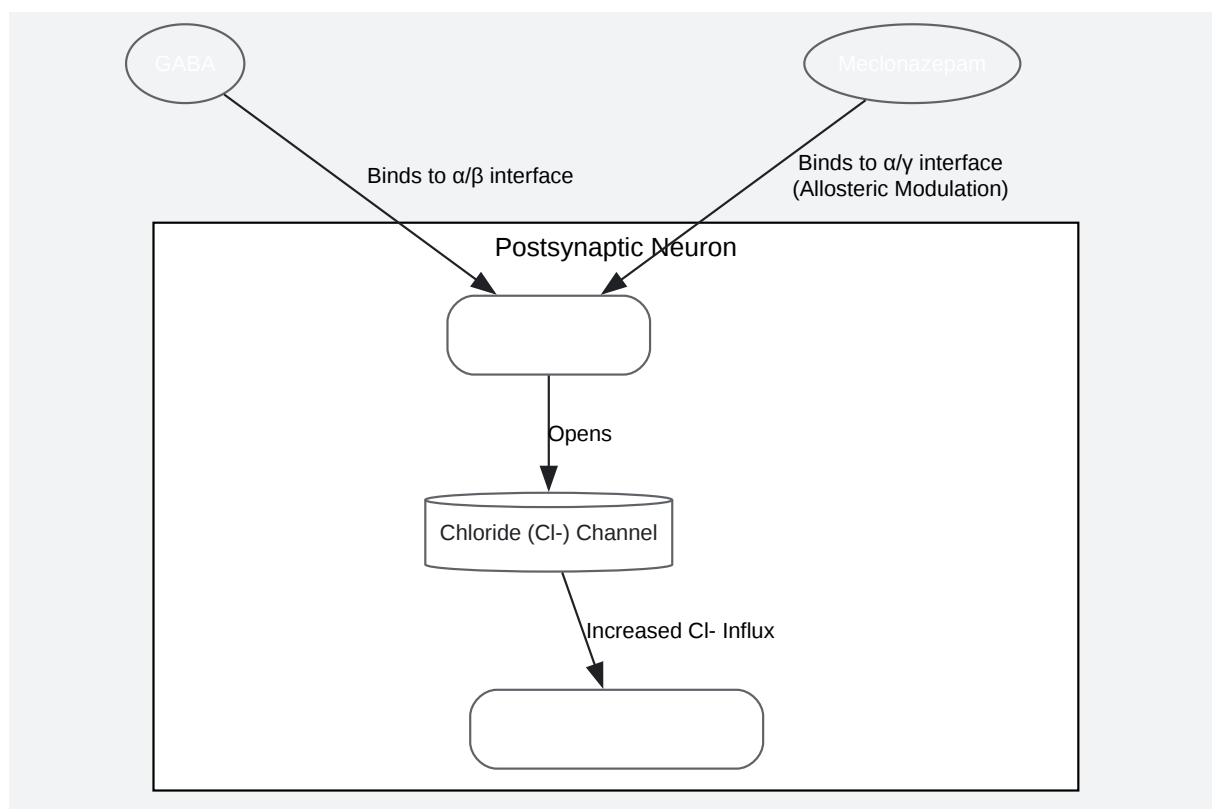 GABA
Meclonazepam
Binds to α/β interface
Binds to α/γ interface
(Allosteric Modulation)
Postsynaptic Neuron
Opens
Chloride (Cl-) Channel
Increased Cl- Influx